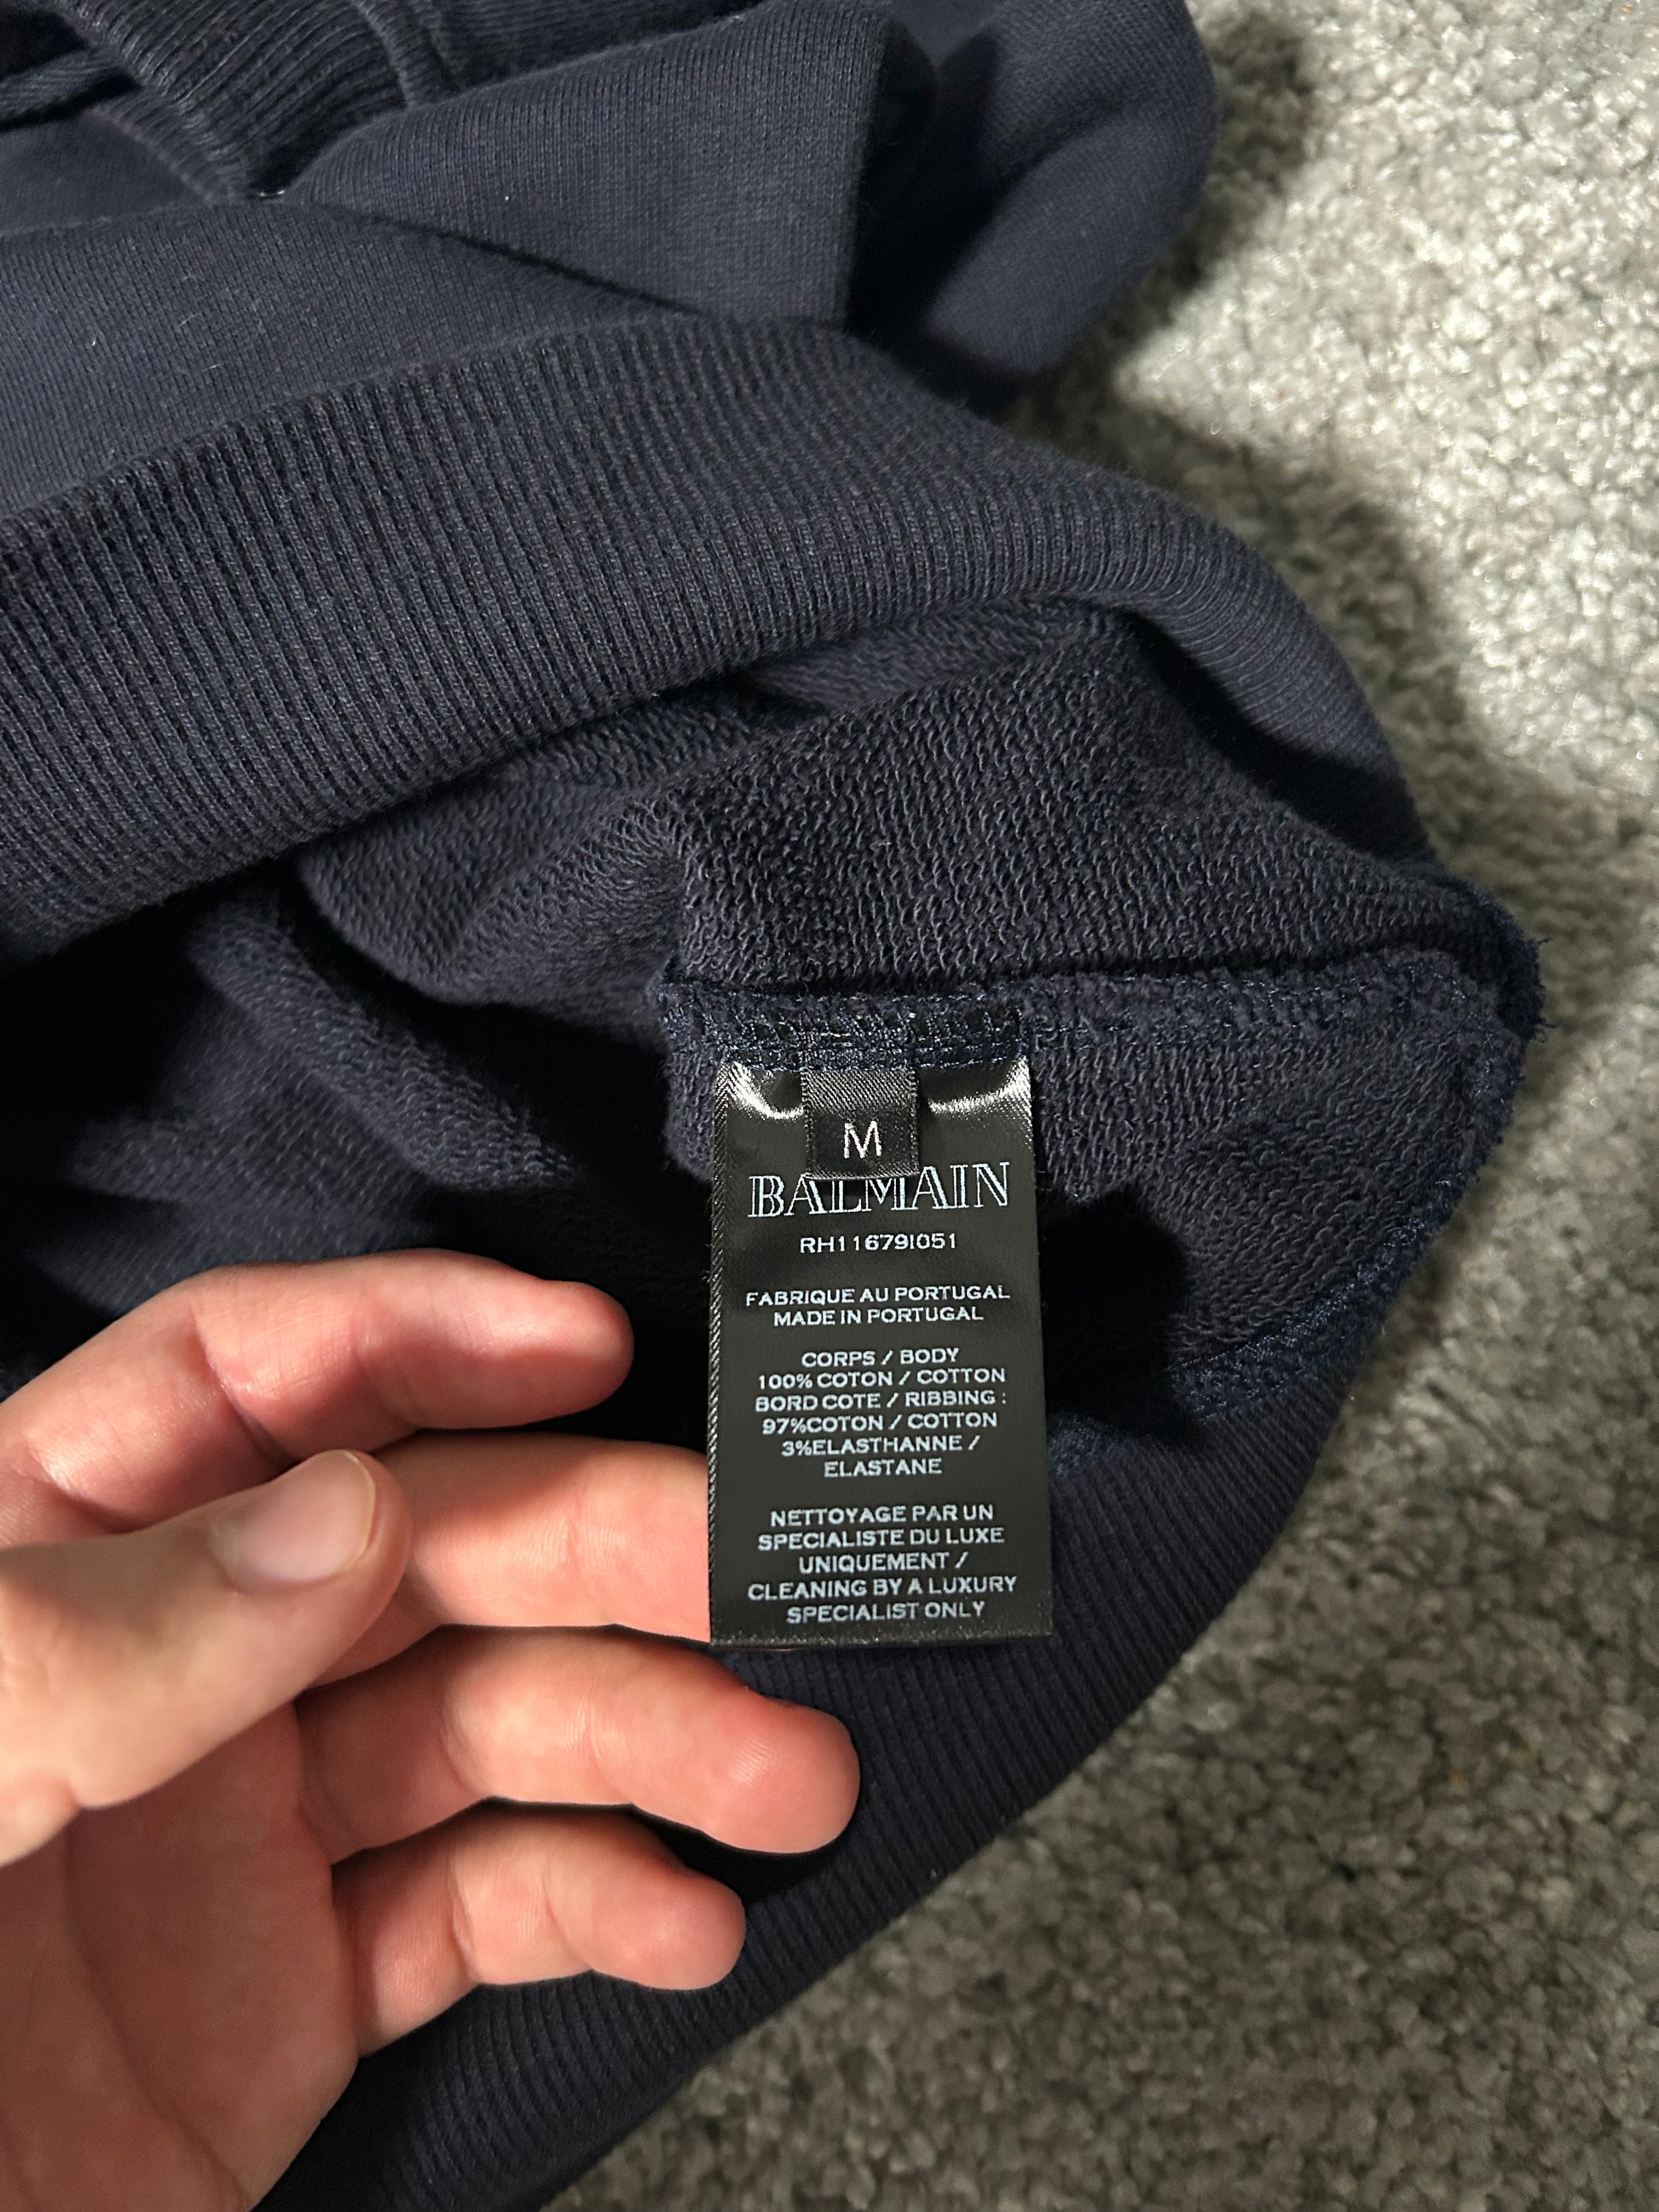 M
BALMAIN
RH11679I051
FABRIQUE AU PORTUGAL
MADE IN PORTUGAL
CORPS / BODY
100% COTON / COTTON
BORD COTE / RIBBING :
97%COTON / COTTON
3%ELASTHANNE /
ELASTANE
NETTOYAGE PAR UN
SPECIALISTE DU LUXE
UNIQUEMENT /
CLEANING BY A LUXURY
SPECIALIST ONLY